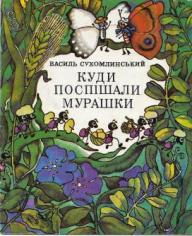 ВАСИЛЬ СУХОМЛИНСЬКИЙ
КУДИ
ПОСПІШАЛИ
МУРАШКИ